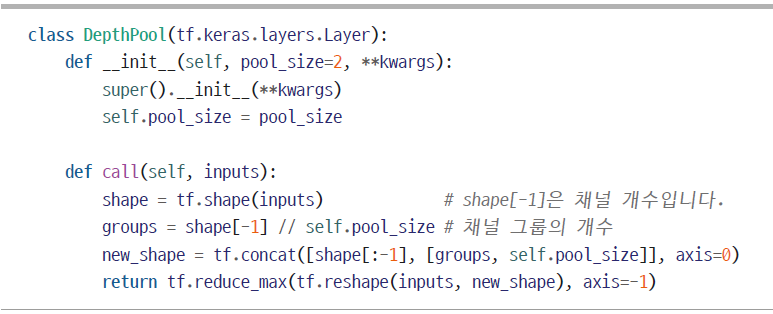 class DepthPool(tf.keras.layers.Layer):
    def __init__(self, pool_size=2, **kwargs):
        super().__init__(**kwargs)
        self.pool_size = pool_size

    def call(self, inputs):
        shape = tf.shape(inputs)             # shape[-1]은 채널 개수입니다.
        groups = shape[-1] // self.pool_size # 채널 그룹의 개수
        new_shape = tf.concat([shape[:-1], [groups, self.pool_size]], axis=0)
        return tf.reduce_max(tf.reshape(inputs, new_shape), axis=-1)